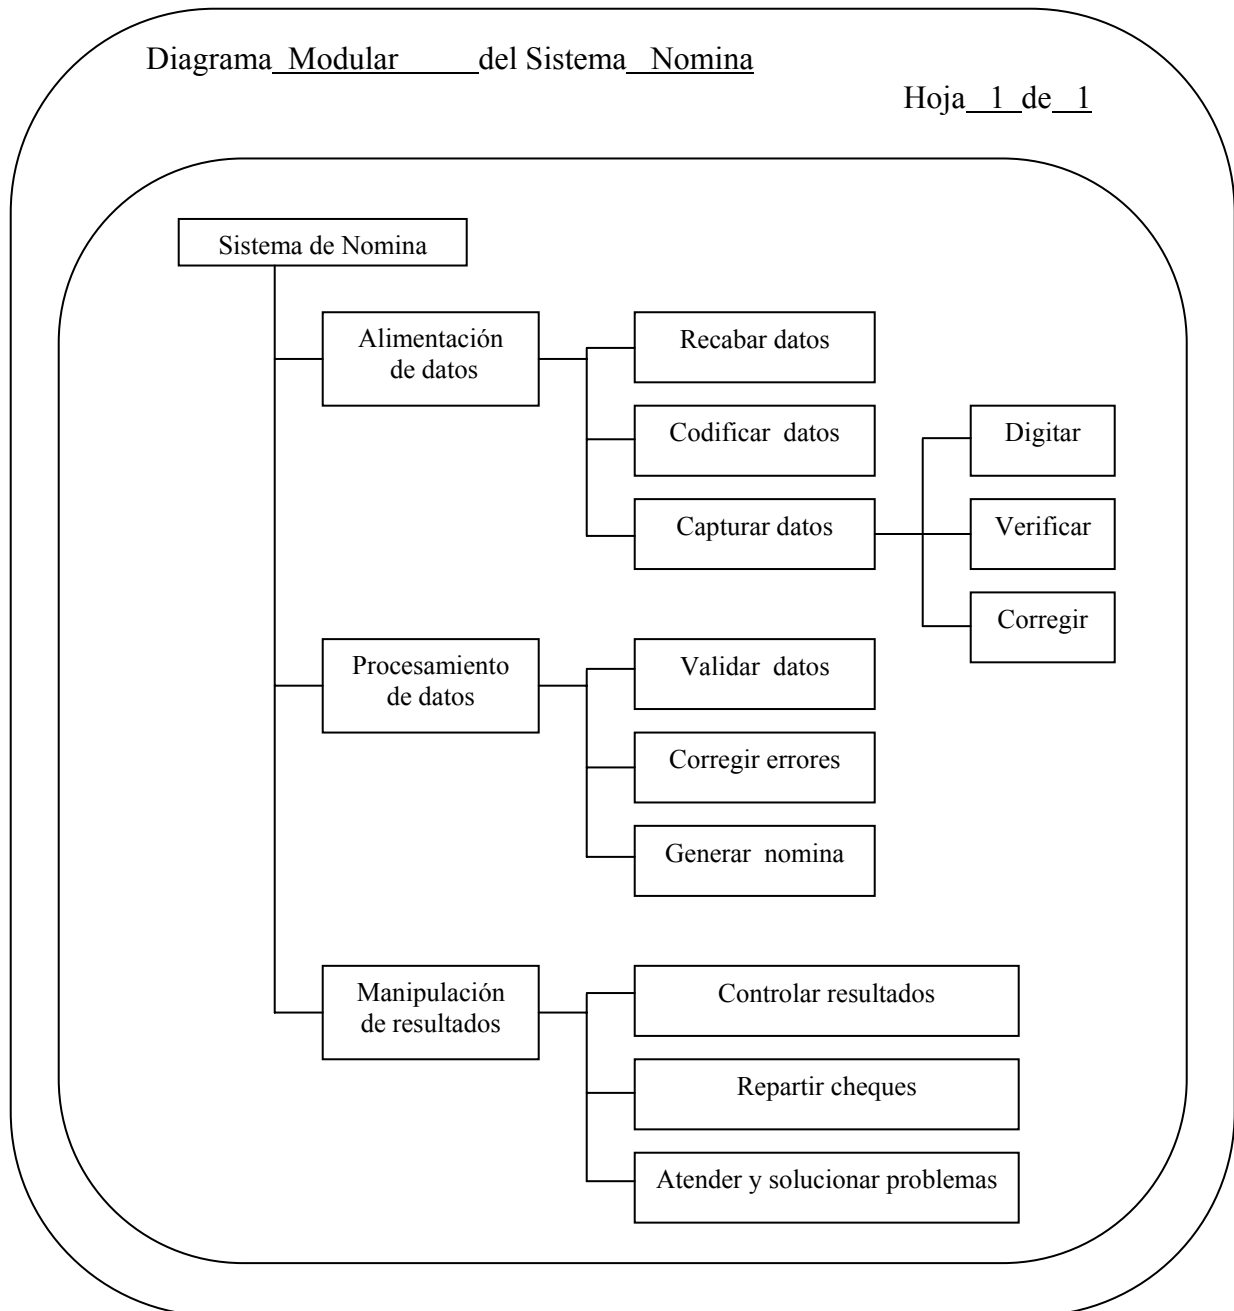 Diagrama Modular del Sistema Nomina
Hoja 1 de 1
Sistema de Nomina
Alimentación
de datos
Recabar datos
Codificar datos
Capturar datos
Digitar
Verificar
Corregir
Procesamiento
de datos
Validar datos
Corregir errores
Generar nomina
Manipulación
de resultados
Controlar resultados
Repartir cheques
Atender y solucionar problemas